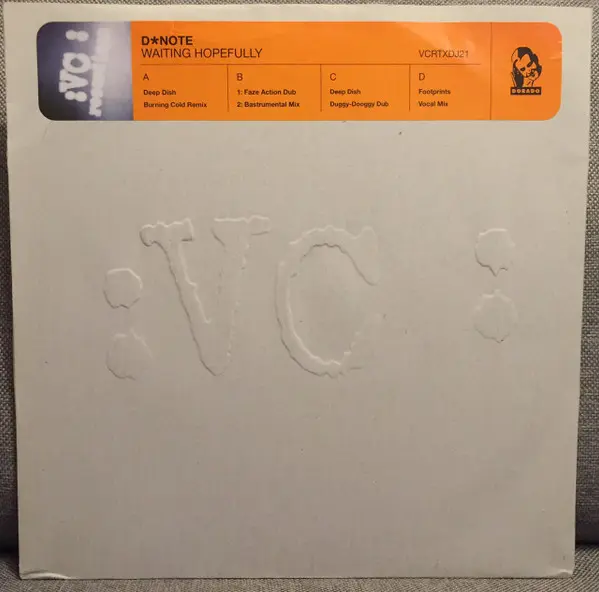 :VC :
D*NOTE
WAITING HOPEFULLY
VCRTXDJ21
A
Deep Dish
Burning Cold Remix
B
1: Faze Action Dub
2: Bastrumental Mix
C
Deep Dish
Duggy-Dooggy Dub
D
Footprints
Vocal Mix
DORADO
:VC :